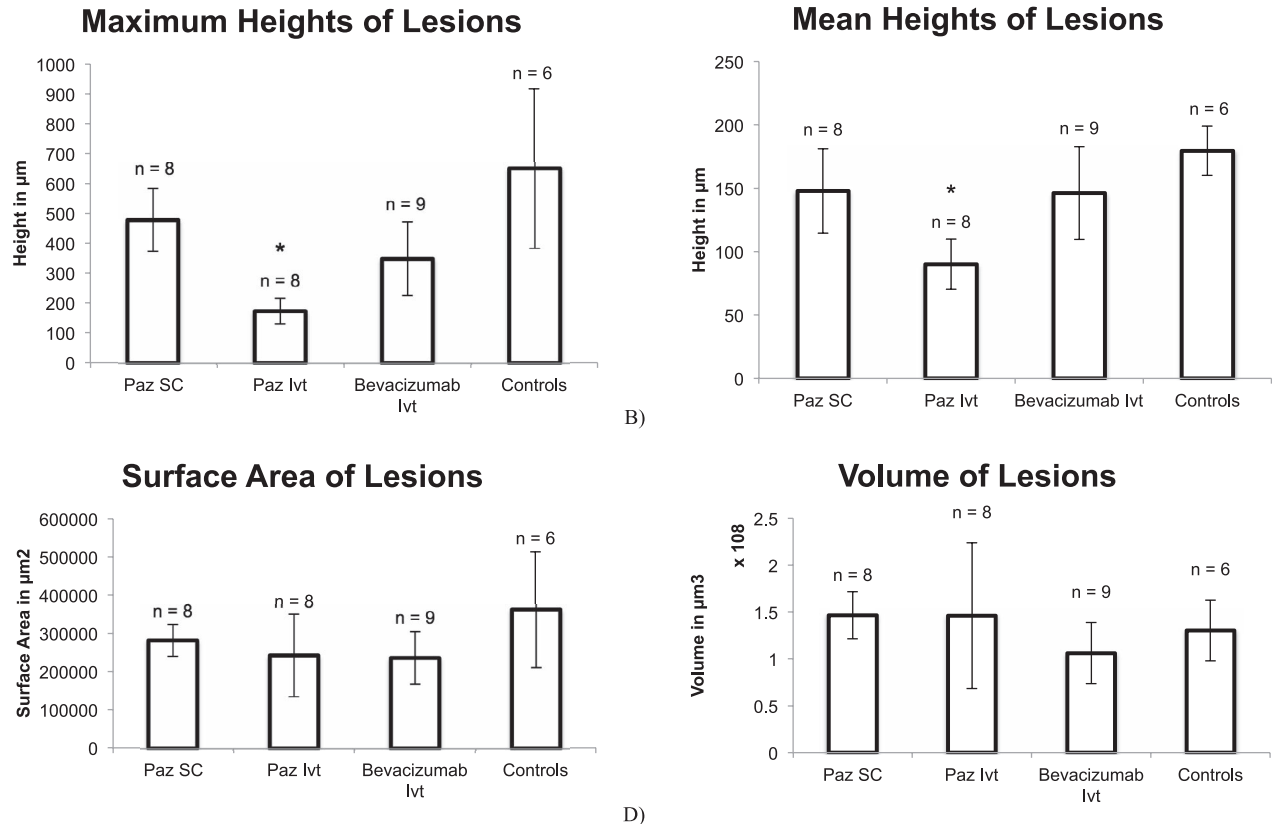 Maximum Heights of Lesions
1000
900
800
700
600
500
400
300
200
100
0
Height in µm
n = 8
*
n = 8
n = 9
n = 6
Paz SC
Paz Ivt
Bevacizumab
Ivt
Controls
B)
Mean Heights of Lesions
250
200
150
100
50
0
Height in µm
n = 8
*
n = 8
n = 9
n = 6
Paz SC
Paz Ivt
Bevacizumab Ivt
Controls
Surface Area of Lesions
600000
500000
400000
300000
200000
100000
0
Surface Area in µm2
n = 8
n = 8
n = 9
n = 6
Paz SC
Paz Ivt
Bevacizumab
Ivt
Controls
D)
Volume of Lesions
x 108
2.5
2
1.5
1
0.5
0
Volume in µm3
n = 8
n = 8
n = 9
n = 6
Paz SC
Paz Ivt
Bevacizumab
Ivt
Controls